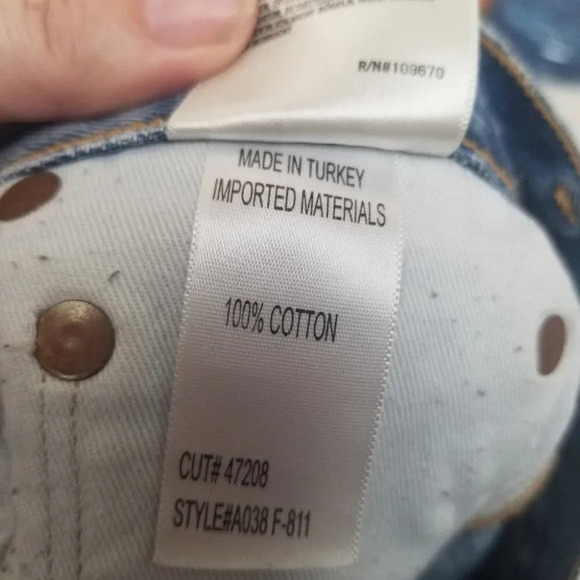 R/N#109670
MADE IN TURKEY
IMPORTED MATERIALS
100% COTTON
CUT# 47208
STYLE#A038 F-811